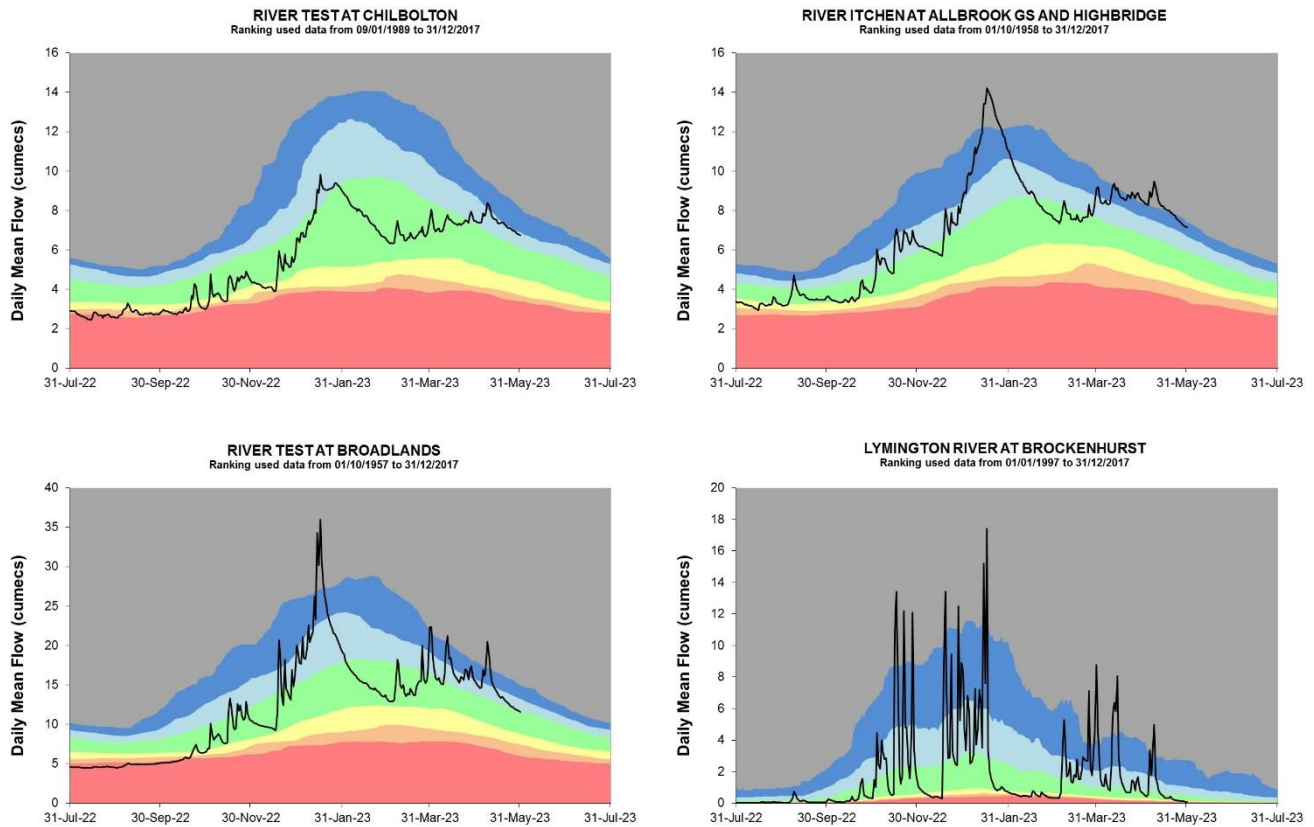 RIVER TEST AT CHILBOLTON
Ranking used data from 09/01/1989 to 31/12/2017
Daily Mean Flow (cumecs)
16
14
12
10
8
6
4
2
0
31-Jul-22 30-Sep-22 30-Nov-22 31-Jan-23 31-Mar-23 31-May-23 31-Jul-23
RIVER ITCHEN AT ALLBROOK GS AND HIGHBRIDGE
Ranking used data from 01/10/1958 to 31/12/2017
Daily Mean Flow (cumecs)
16
14
12
10
8
6
4
2
0
31-Jul-22 30-Sep-22 30-Nov-22 31-Jan-23 31-Mar-23 31-May-23 31-Jul-23
RIVER TEST AT BROADLANDS
Ranking used data from 01/10/1957 to 31/12/2017
Daily Mean Flow (cumecs)
40
35
30
25
20
15
10
5
0
31-Jul-22 30-Sep-22 30-Nov-22 31-Jan-23 31-Mar-23 31-May-23 31-Jul-23
LYMINGTON RIVER AT BROCKENHURST
Ranking used data from 01/01/1997 to 31/12/2017
Daily Mean Flow (cumecs)
20
18
16
14
12
10
8
6
4
2
0
31-Jul-22 30-Sep-22 30-Nov-22 31-Jan-23 31-Mar-23 31-May-23 31-Jul-23